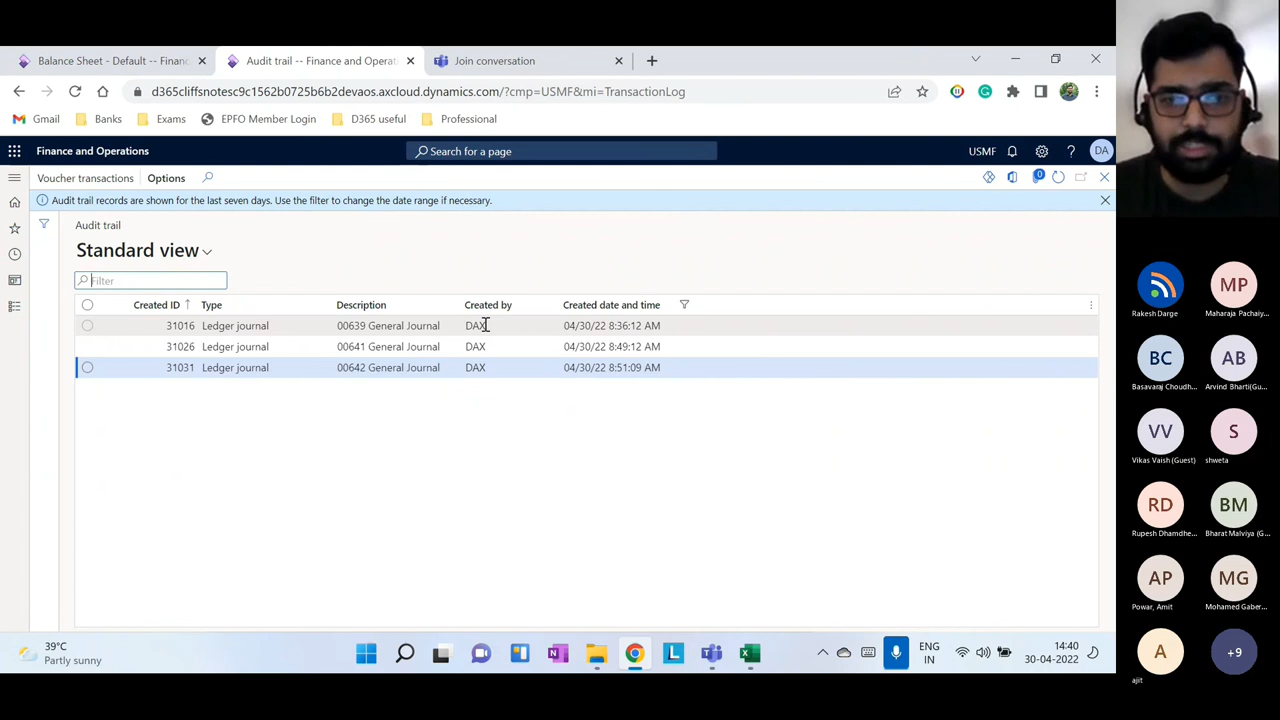 Balance Sheet - Default -- Financ
Audit trail -- Finance and Operati
Join conversation
d365cliffsnotesc9c1562b0725b6b2devaos.axcloud.dynamics.com/?cmp=USMF&mi=TransactionLog
Gmail
Banks
Exams
EPFO Member Login
D365 useful
Professional
Finance and Operations
Search for a page
USMF
DA
Voucher transactions
Options
0
Audit trail records are shown for the last seven days. Use the filter to change the date range if necessary.
Audit trail
Standard view
Filter
Created ID Type Description Created by Created date and time
31016 Ledger journal 00639 General Journal DAX 04/30/22 8:36:12 AM
31026 Ledger journal 00641 General Journal DAX 04/30/22 8:49:12 AM
31031 Ledger journal 00642 General Journal DAX 04/30/22 8:51:09 AM
39°C
Partly sunny
L
ENG
IN
14:40
30-04-2022
MP
Rakesh Darge
Maharaja Pachaiy...
BC
AB
Basavaraj Choudh...
Arvind Bharti(Gu...
VV
S
Vikas Vaish (Guest)
shweta
RD
BM
Rupesh Dhamdhe...
Bharat Malviya (G...
AP
MG
Powar, Amit
Mohamed Gaber...
A
+9
ajit